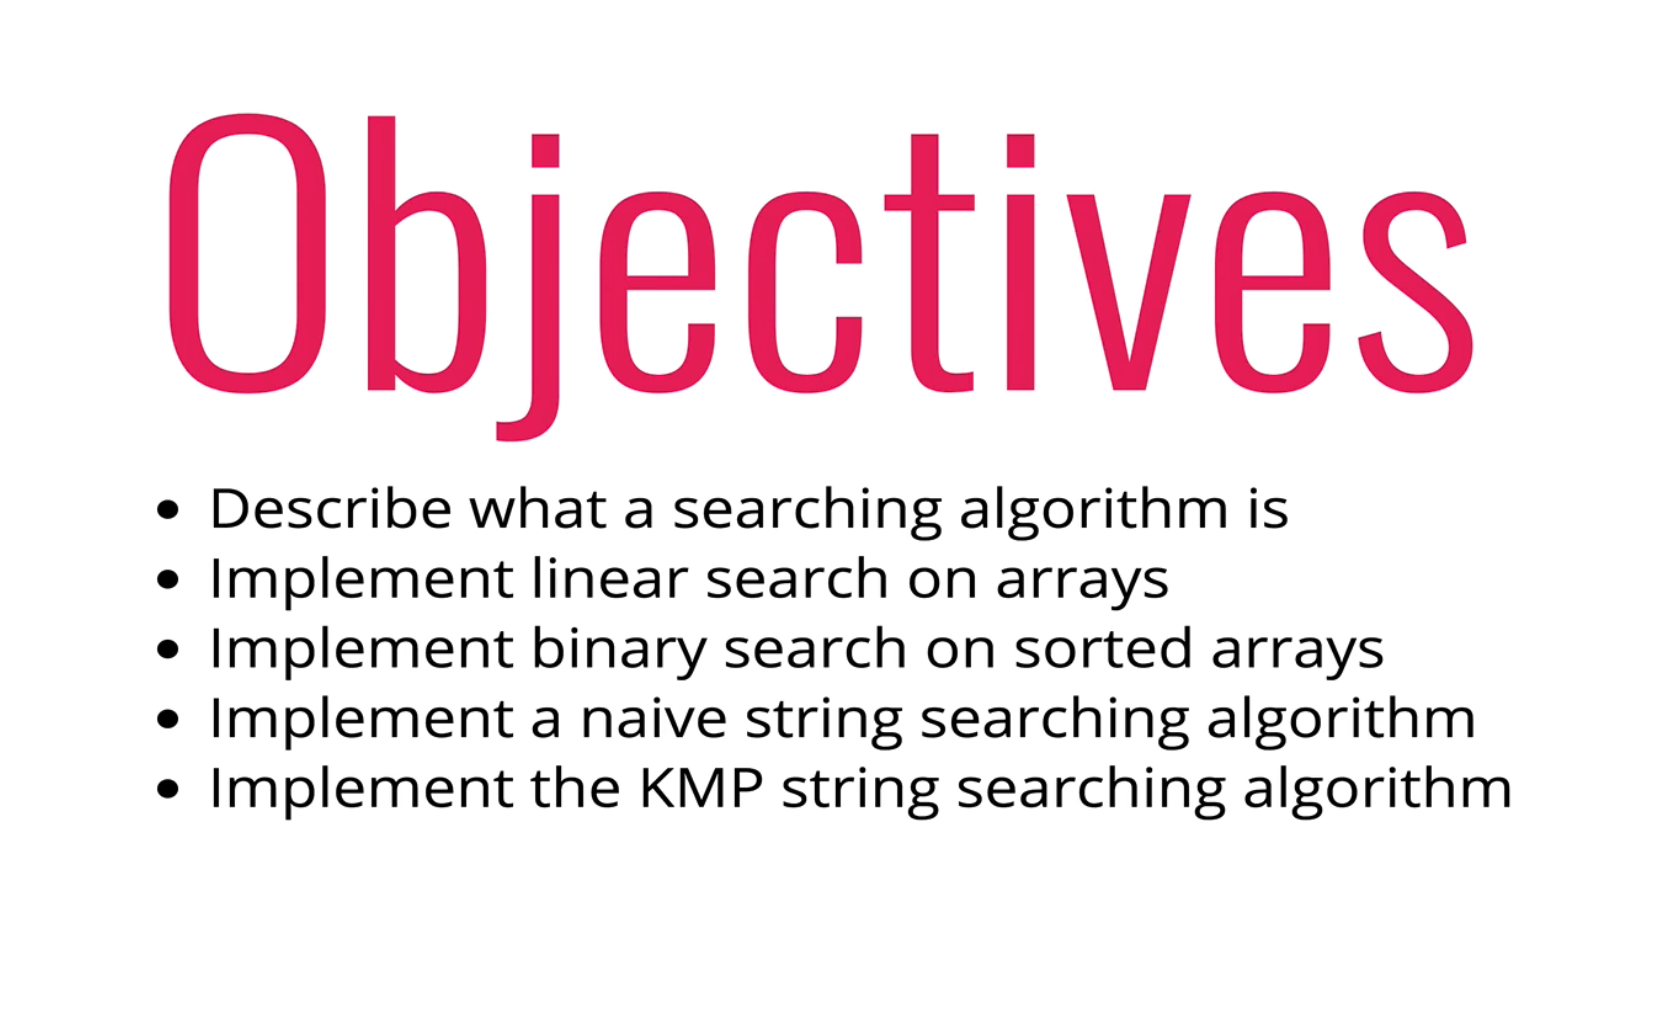 Objectives
• Describe what a searching algorithm is
• Implement linear search on arrays
• Implement binary search on sorted arrays
• Implement a naive string searching algorithm
• Implement the KMP string searching algorithm